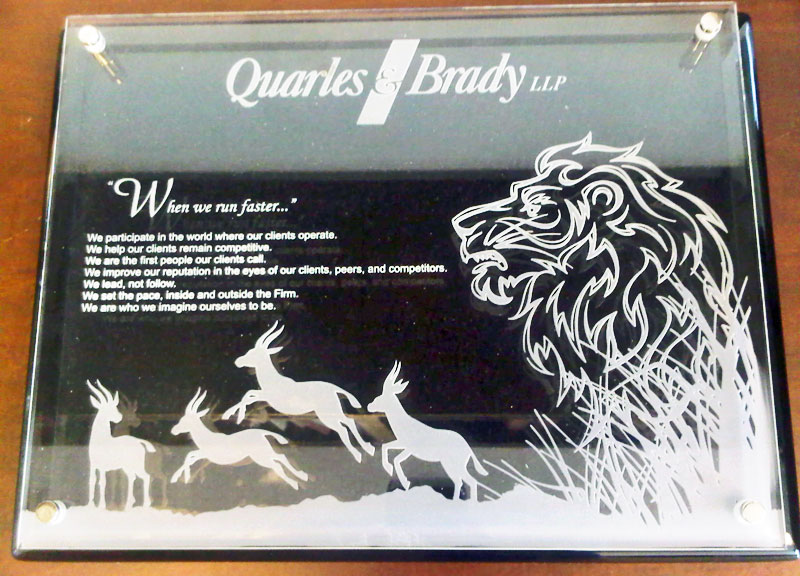 Quarles & Brady LLP
"When we run faster..."
We participate in the world where our clients operate.
We help our clients remain competitive.
We are the first people our clients call.
We improve our reputation in the eyes of our clients, peers, and competitors.
We lead, not follow.
We set the pace, inside and outside the Firm.
We are who we imagine ourselves to be.